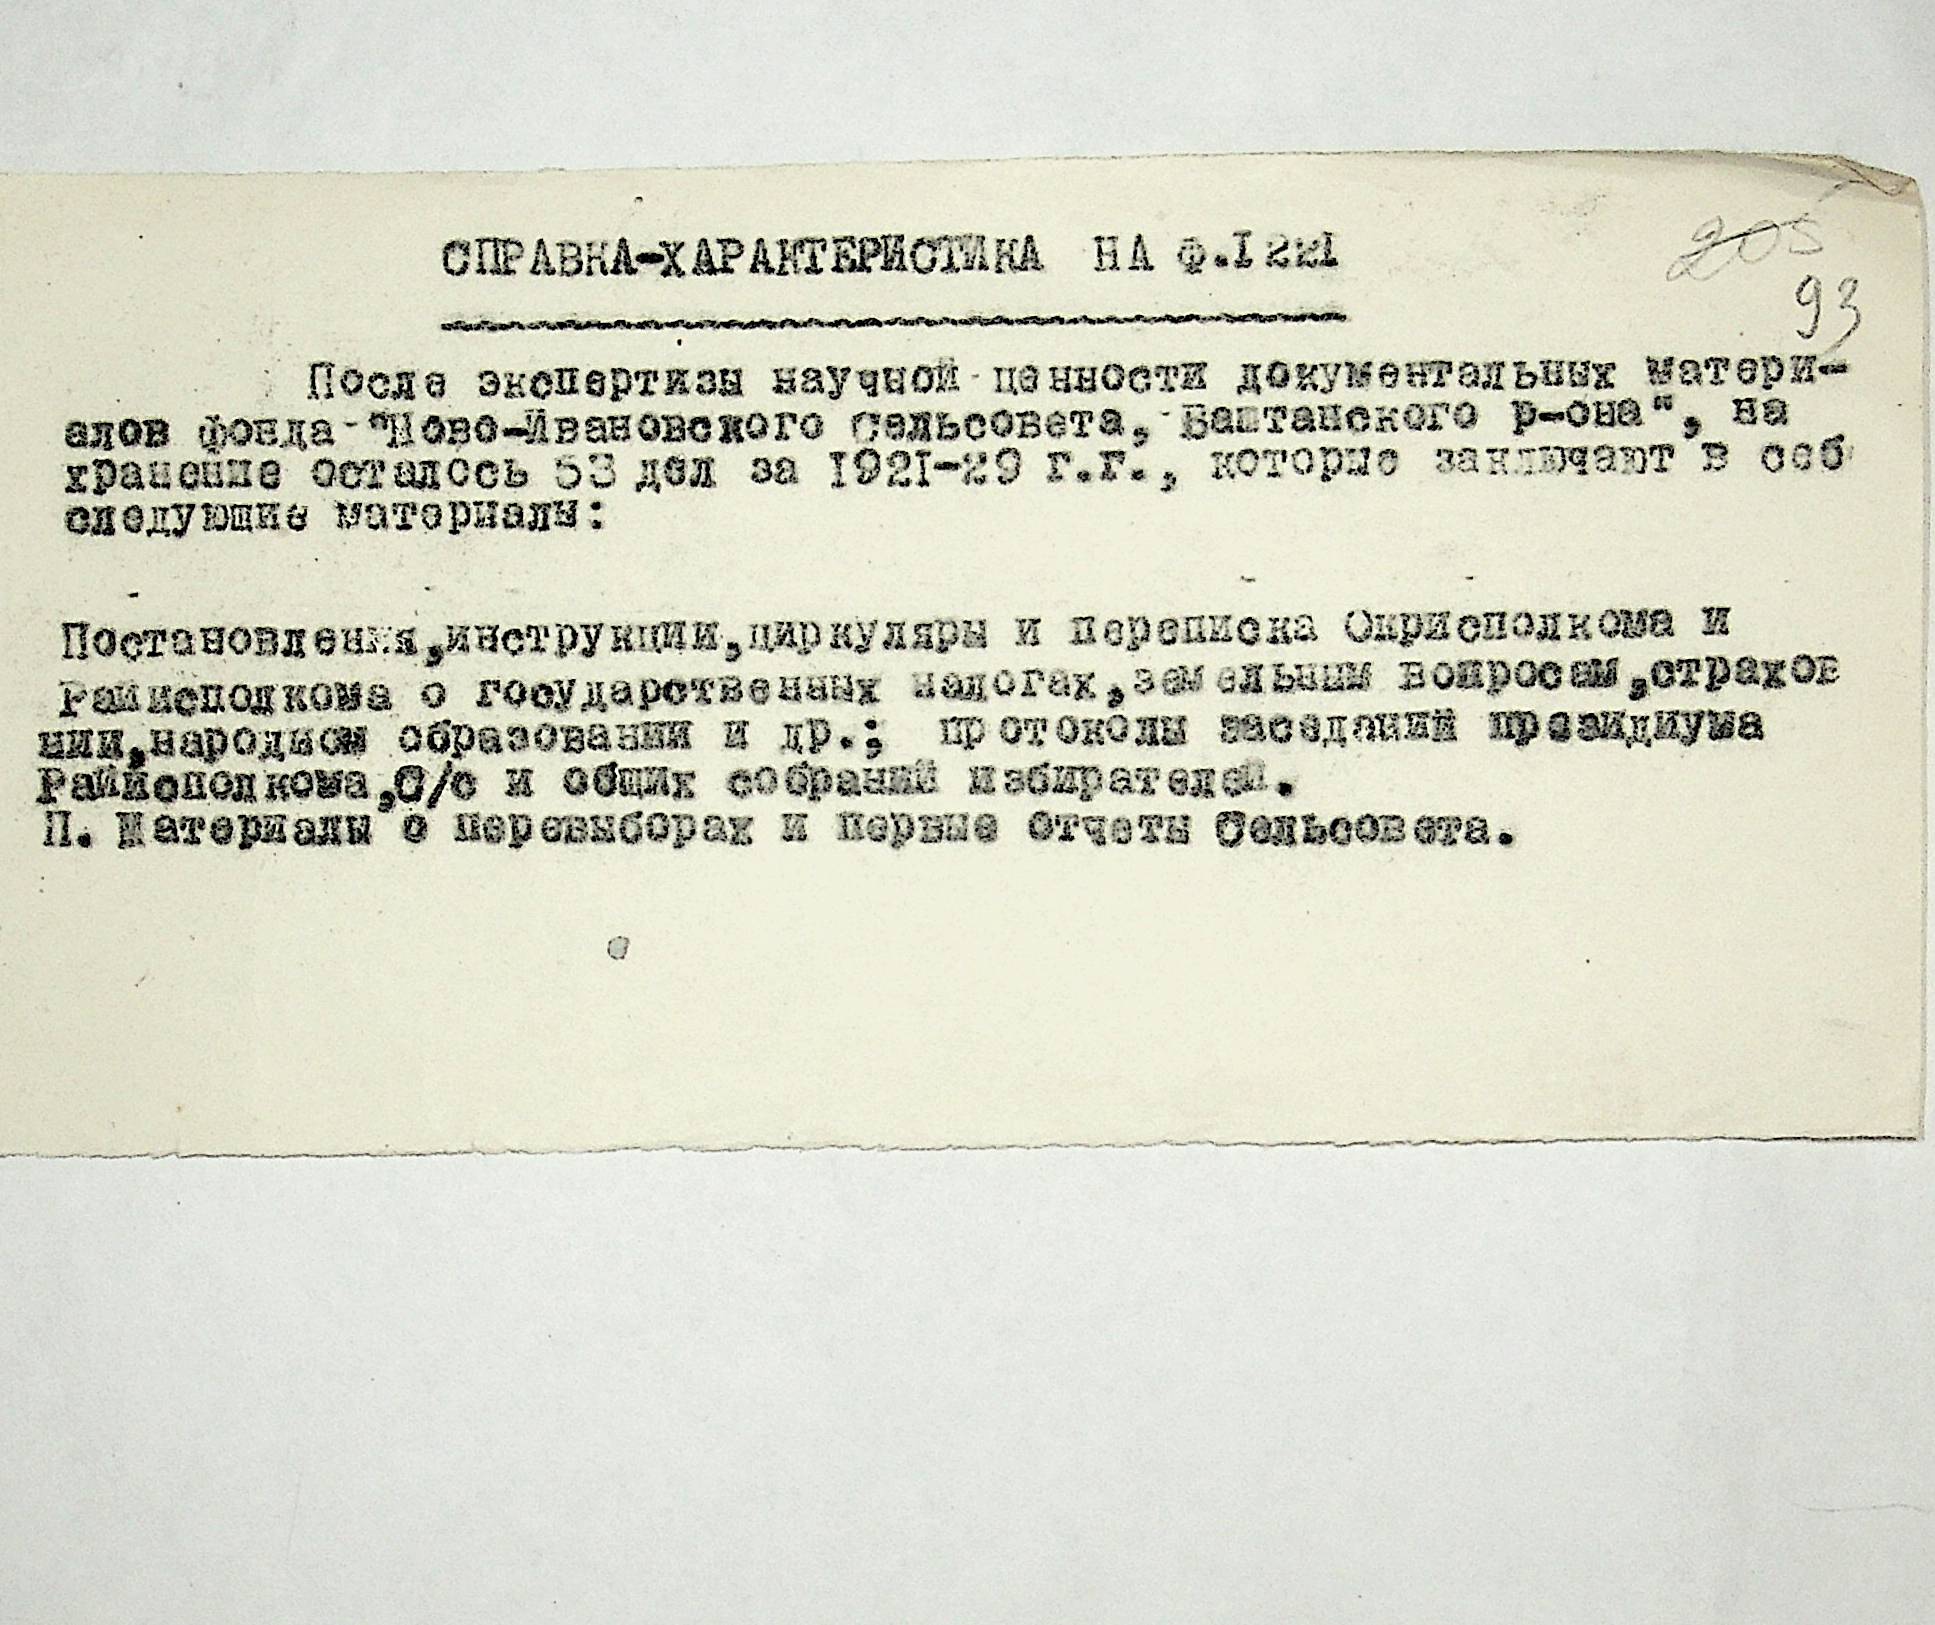 СПРАВКА-ХАРАКТЕРИСТИКА НА Ф.I221
205
93
После экспертизы научной ценности документальных матери-
алов фонда "Ново-Ивановского Сельсовета, Баштанского р-она", на
хранение осталось 53 дел за 1921-29 г.г., которые заключают в себ
следующие материалы:
Постановления,инструкции,циркуляры и переписка Окрисполкома и
Райисполкома о государственных налогах,земельным вопросам,страхов
нии,народном образовании и др.; протоколы заседаний президиума
Райисполкома,С/с и общих собраний избирателей.
П. Материалы о перевыборах и первые отчеты Сельсовета.